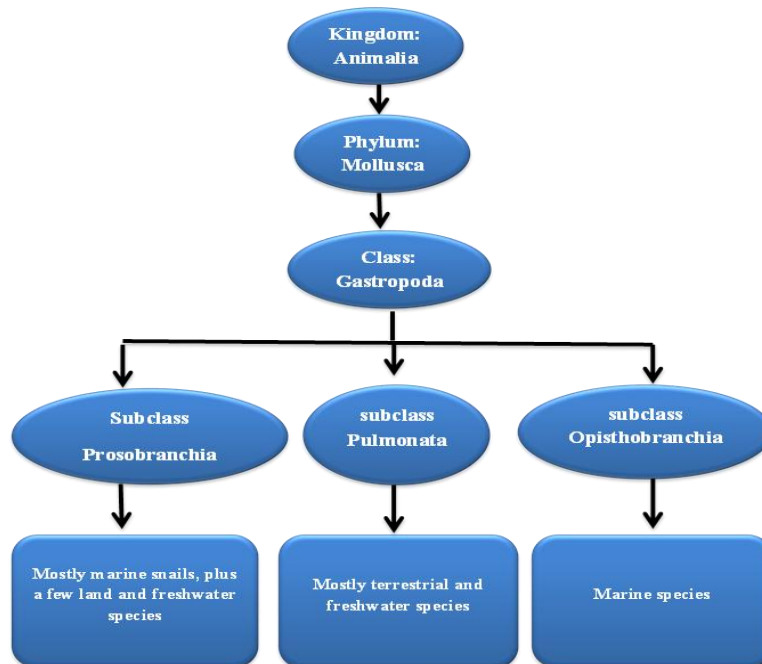 Kingdom:
Animalia
Phylum:
Mollusca
Class:
Gastropoda
Subclass
Prosobranchia
subclass
Pulmonata
subclass
Opisthobranchia
Mostly marine snails, plus
a few land and freshwater
species
Mostly terrestrial and
freshwater species
Marine species